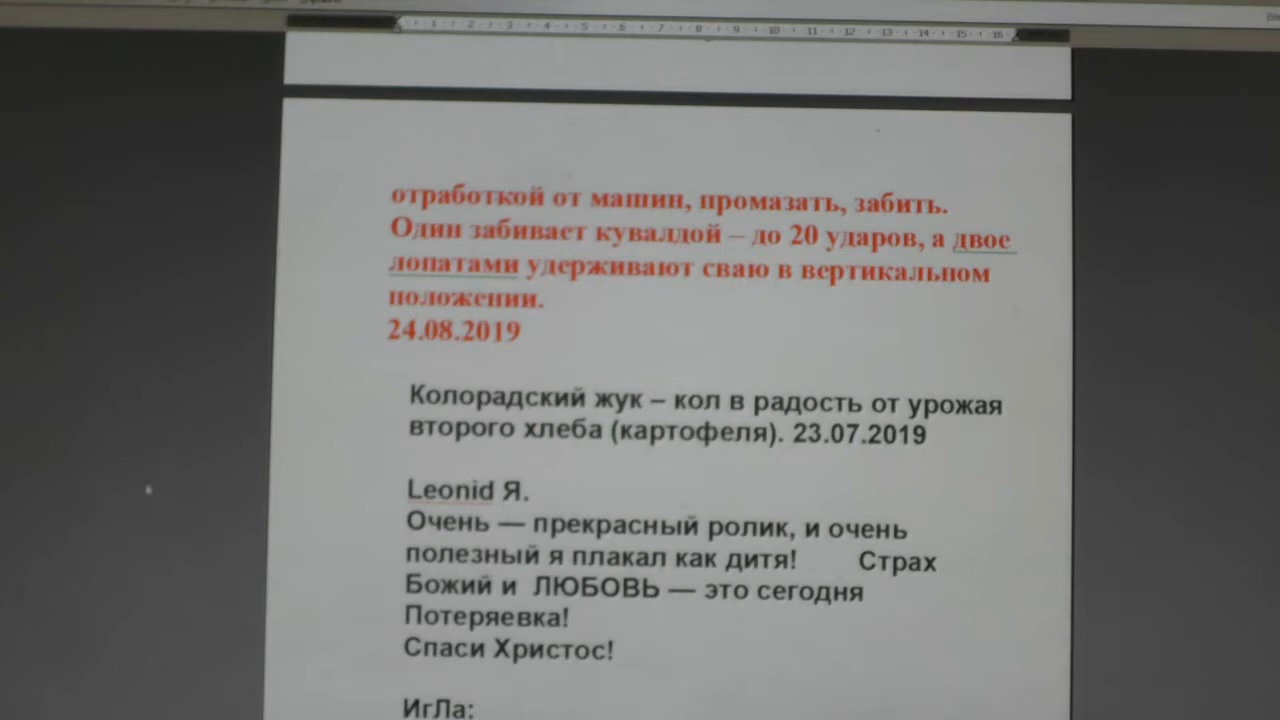 отработкой от машин, промазать, забить.
Один забивает кувалдой – до 20 ударов, а двое
лопатами удерживают сваю в вертикальном
положении.
24.08.2019
Колорадский жук – кол в радость от урожая
второго хлеба (картофеля). 23.07.2019
Leonid Я.
Очень — прекрасный ролик, и очень
полезный я плакал как дитя! Страх
Божий и ЛЮБОВЬ — это сегодня
Потеряевка!
Спаси Христос!
ИгЛа: